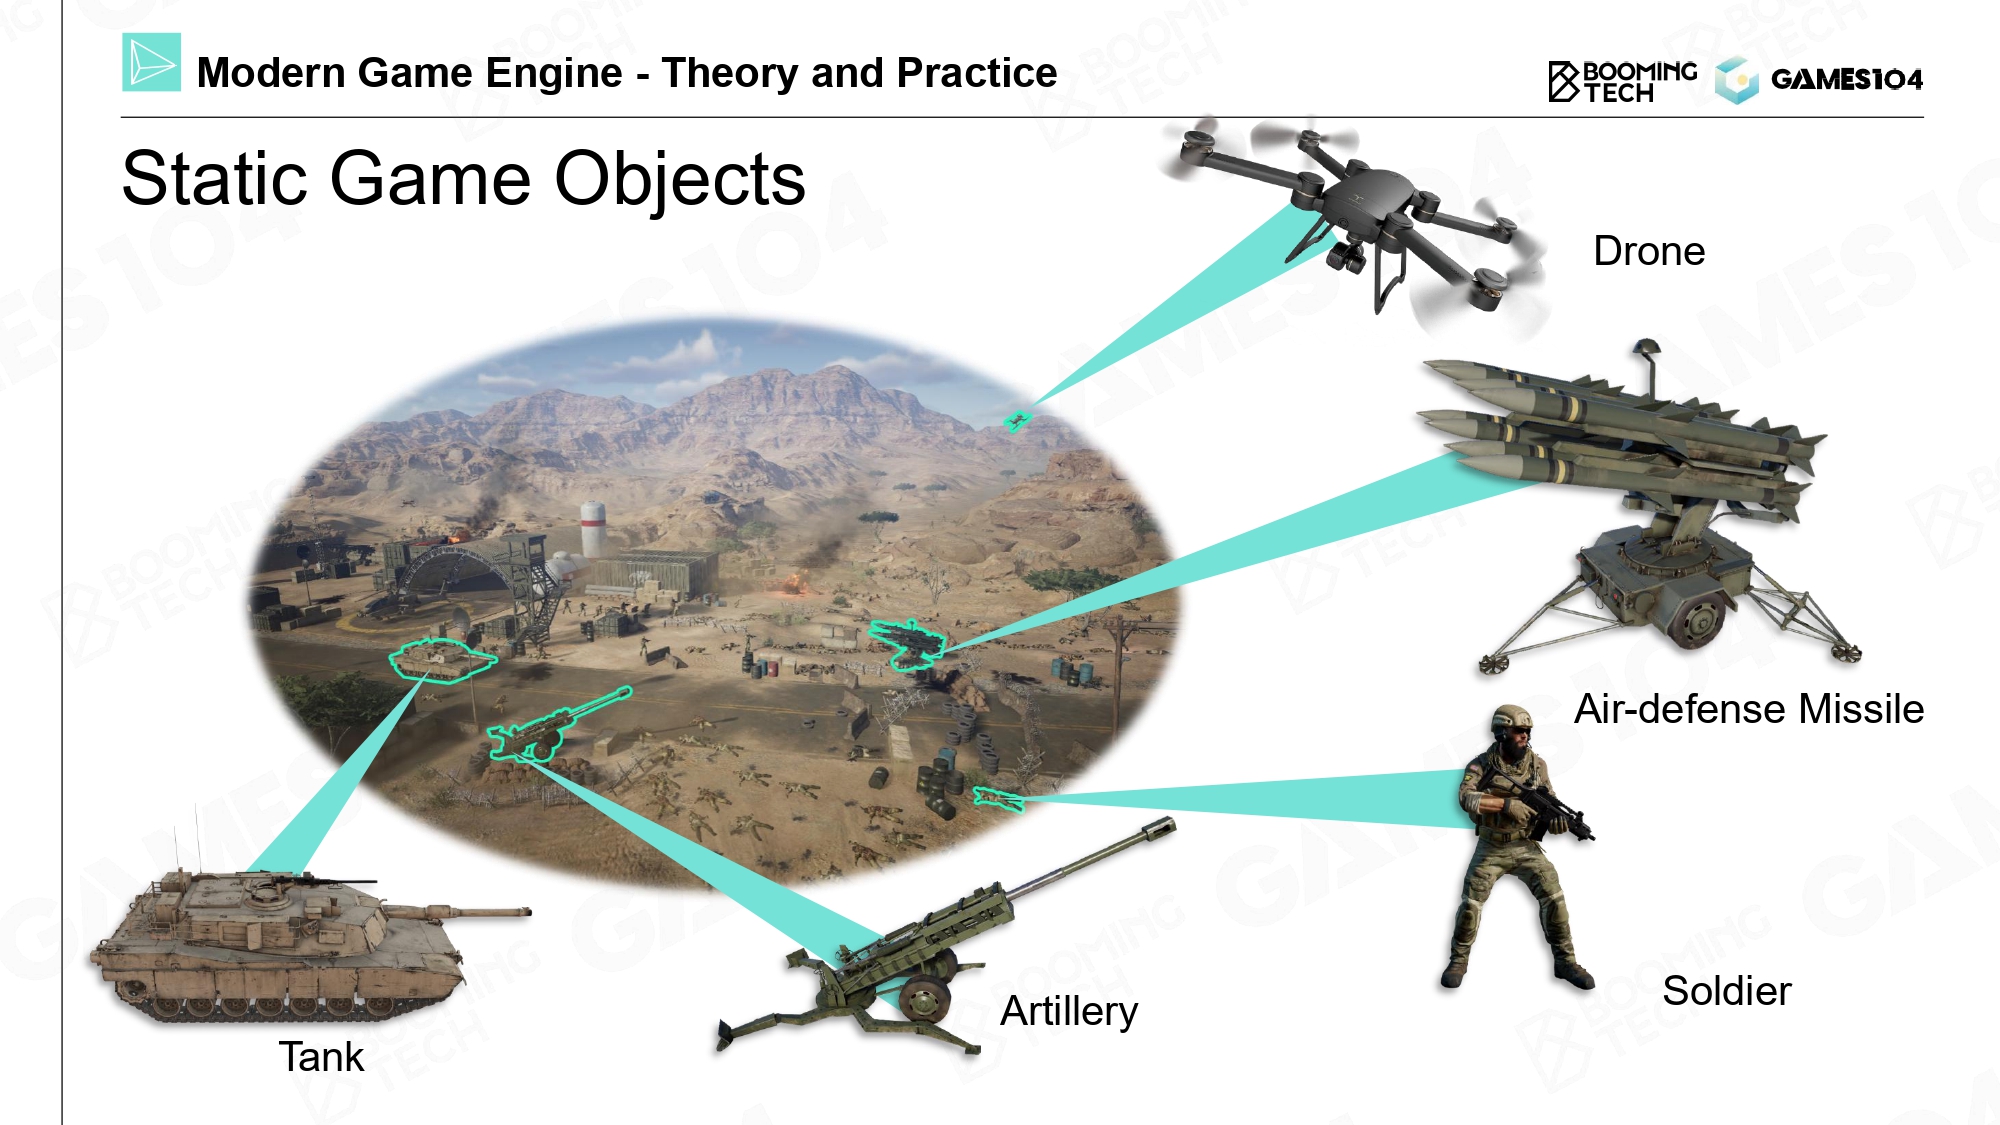 Modern Game Engine - Theory and Practice
BOOMING
TECH
GAMES104
Static Game Objects
Drone
Air-defense Missile
Soldier
Artillery
Tank